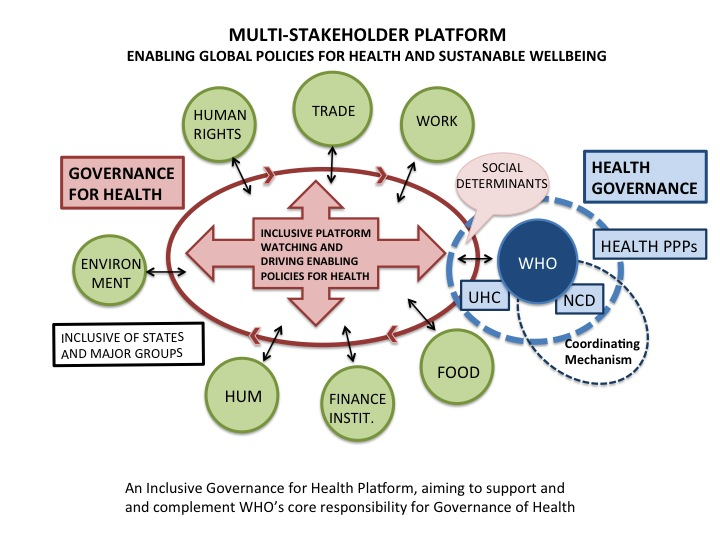 MULTI-STAKEHOLDER PLATFORM
ENABLING GLOBAL POLICIES FOR HEALTH AND SUSTANABLE WELLBEING
HUMAN
RIGHTS
TRADE
WORK
GOVERNANCE
FOR HEALTH
SOCIAL
DETERMINANTS
HEALTH
GOVERNANCE
INCLUSIVE PLATFORM
WATCHING AND
DRIVING ENABLING
POLICIES FOR HEALTH
ENVIRON
MENT
WHO
HEALTH PPPs
UHC
NCD
INCLUSIVE OF STATES
AND MAJOR GROUPS
Coordinating
Mechanism
HUM
FINANCE
INSTIT.
FOOD
An Inclusive Governance for Health Platform, aiming to support and
and complement WHO's core responsibility for Governance of Health